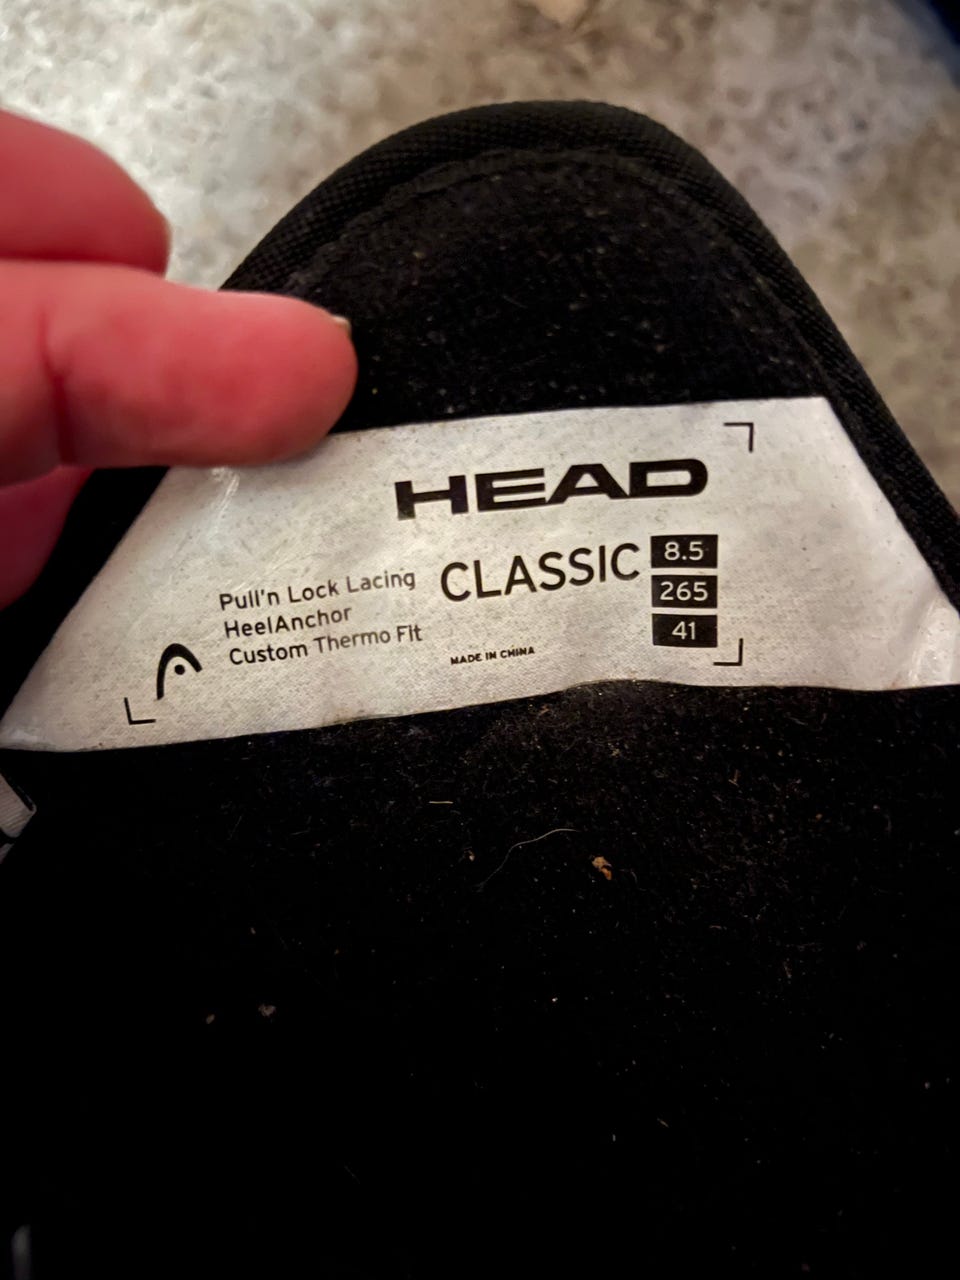 HEAD
CLASSIC
8.5
265
41
Pull'n Lock Lacing
HeelAnchor
Custom Thermo Fit
MADE IN CHINA